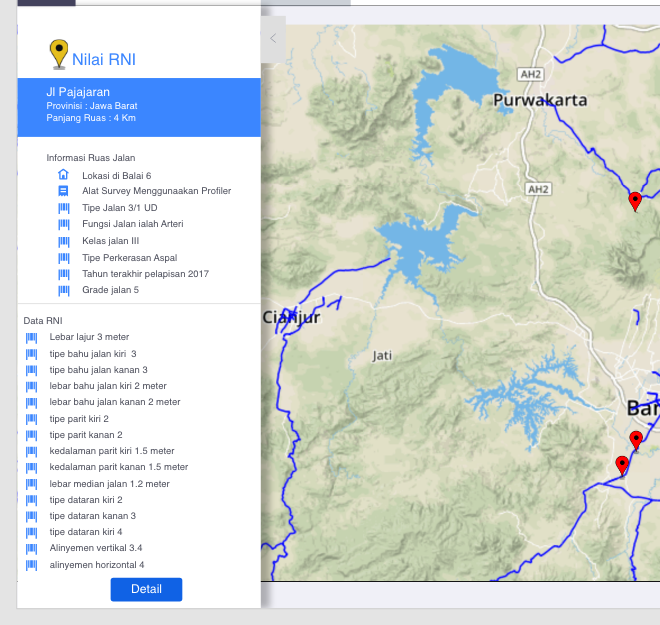 Nilai RNI
Jl Pajajaran
Provinisi : Jawa Barat
Panjang Ruas : 4 Km
Informasi Ruas Jalan
Lokasi di Balai 6
Alat Survey Menggunaakan Profiler
Tipe Jalan 3/1 UD
Fungsi Jalan ialah Arteri
Kelas jalan III
Tipe Perkerasan Aspal
Tahun terakhir pelapisan 2017
Grade jalan 5
Data RNI
Lebar lajur 3 meter
tipe bahu jalan kiri 3
tipe bahu jalan kanan 3
lebar bahu jalan kiri 2 meter
lebar bahu jalan kanan 2 meter
tipe parit kiri 2
tipe parit kanan 2
kedalaman parit kiri 1.5 meter
kedalaman parit kanan 1.5 meter
lebar median jalan 1.2 meter
tipe dataran kiri 2
tipe dataran kanan 3
tipe dataran kiri 4
Alinyemen vertikal 3.4
alinyemen horizontal 4
Detail
AH2
Purwakarta
AH2
Cianjur
Jati
Ban